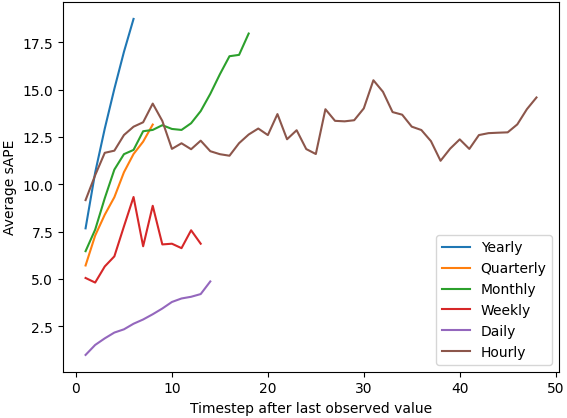 17.5
15.0
12.5
10.0
7.5
5.0
2.5
Average sAPE
Yearly
Quarterly
Monthly
Weekly
Daily
Hourly
0 10 20 30 40 50
Timestep after last observed value